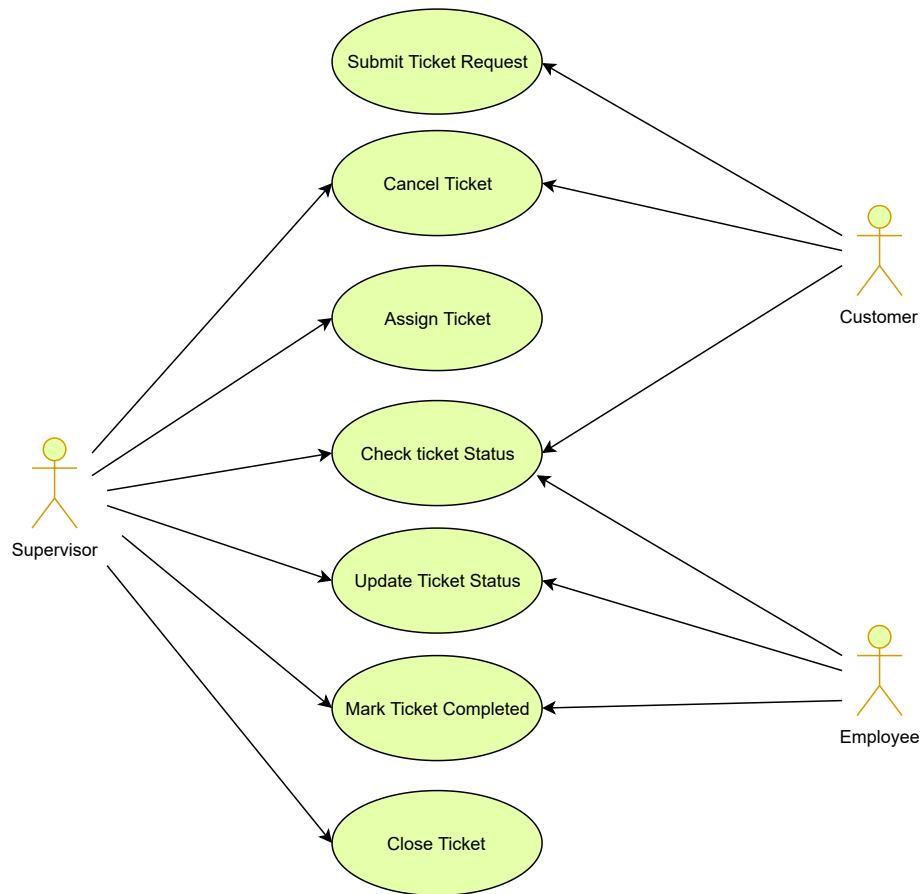 Submit Ticket Request
Cancel Ticket
Customer
Assign Ticket
Check ticket Status
Supervisor
Update Ticket Status
Mark Ticket Completed
Employee
Close Ticket